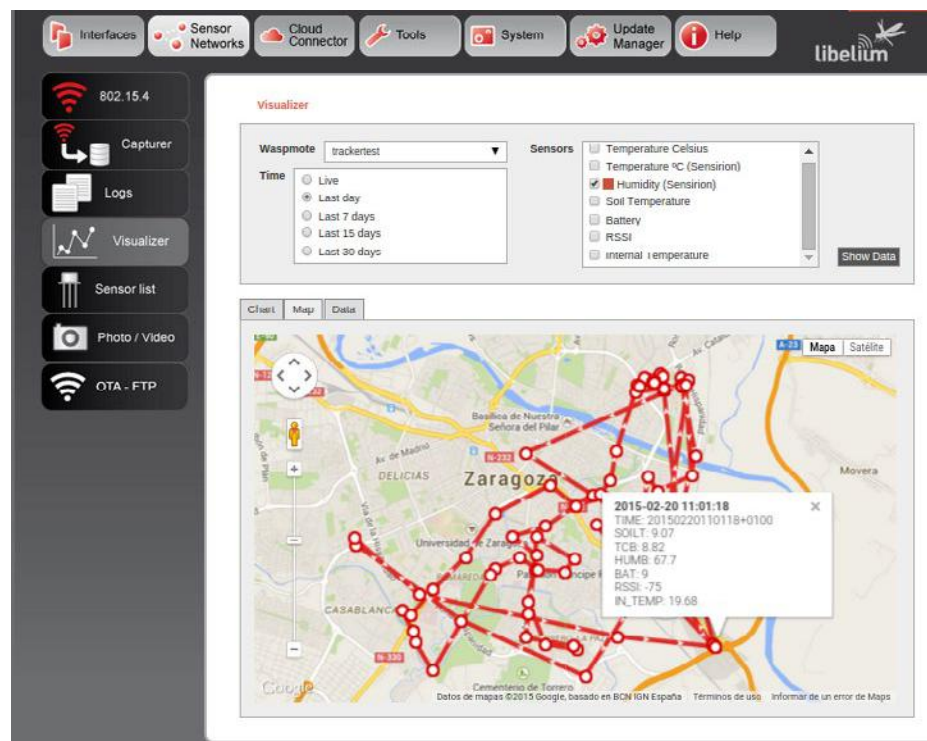 Interfaces
Sensor
Networks
Cloud
Connector
Tools
System
Update
Manager
Help
libelium
802.15.4
Capturer
Logs
Visualizer
Sensor list
Photo / Video
OTA - FTP
Visualizer
Waspmote
trackertest
Time
Live
Last day
Last 7 days
Last 15 days
Last 30 days
Sensors
Temperature Celsius
Temperature ºC (Sensirion)
Humidity (Sensirion)
Soil Temperature
Battery
RSSI
Internal Temperature
Show Data
Chart
Map
Data
A-23
Mapa
Satélite
Basílica de Nuestra
Señora del Pilar
Av. de Madrid
N-232
DELICIAS
Zaragoza
Movera
Universidad de Zaragoza
CASABLANCA
N-330
Cementerio de Torrero
2015-02-20 11:01:18
TIME: 20150220110118+0100
SOILT: 9.07
TCB: 8.82
HUMB: 67.7
BAT: 9
RSSI: -75
IN_TEMP: 19.68
Google
Datos de mapas ©2015 Google, basado en BCN IGN España
Términos de uso
Informar de un error de Maps